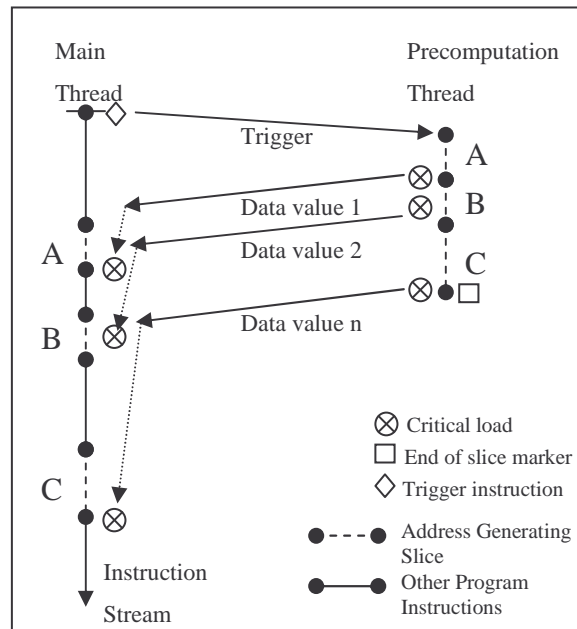 Main
Thread
Precomputation
Thread
Trigger
A
B
C
Data value 1
Data value 2
Data value n
A
B
C
Instruction
Stream
Critical load
End of slice marker
Trigger instruction
Address Generating
Slice
Other Program
Instructions